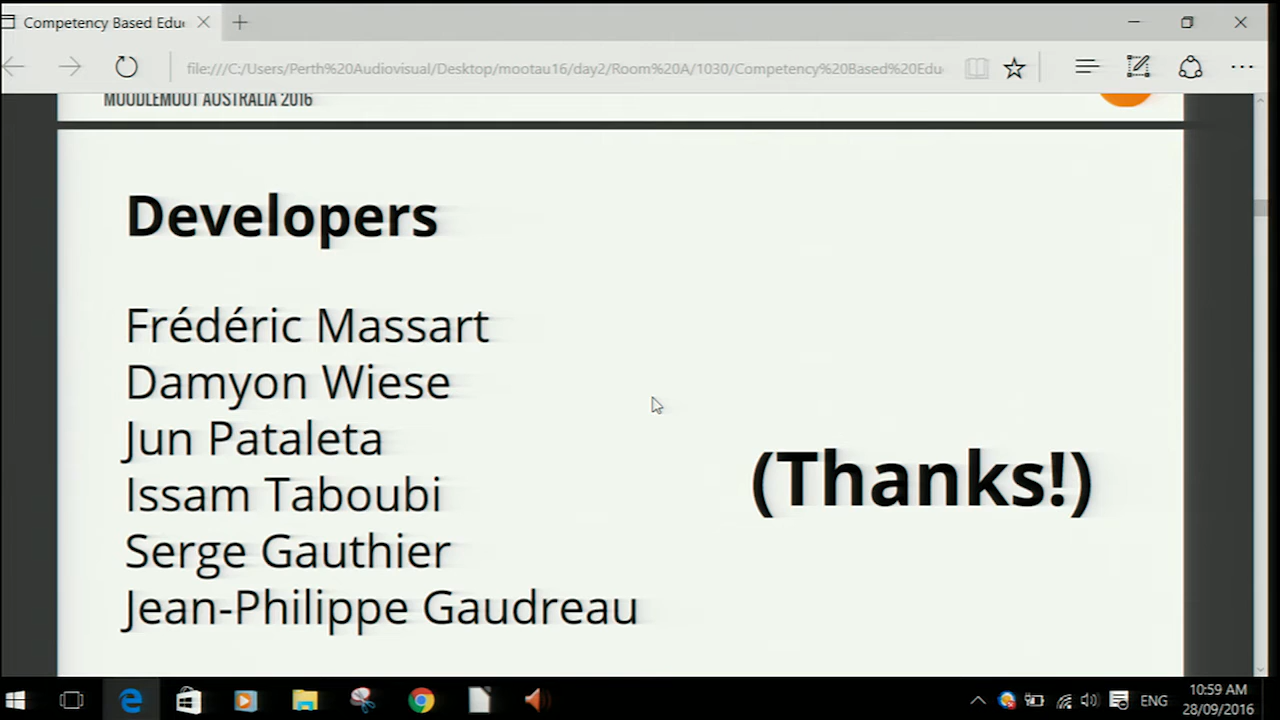 Competency Based Edu
file:///C:/Users/Perth%20Audiovisual/Desktop/mootau16/day2/Room%20A/1030/Competency%20Based%20Edu
MOODLEMOOT AUSTRALIA 2016
Developers
Frédéric Massart
Damyon Wiese
Jun Pataleta
Issam Taboubi
Serge Gauthier
Jean-Philippe Gaudreau
(Thanks!)
ENG
10:59 AM
28/09/2016